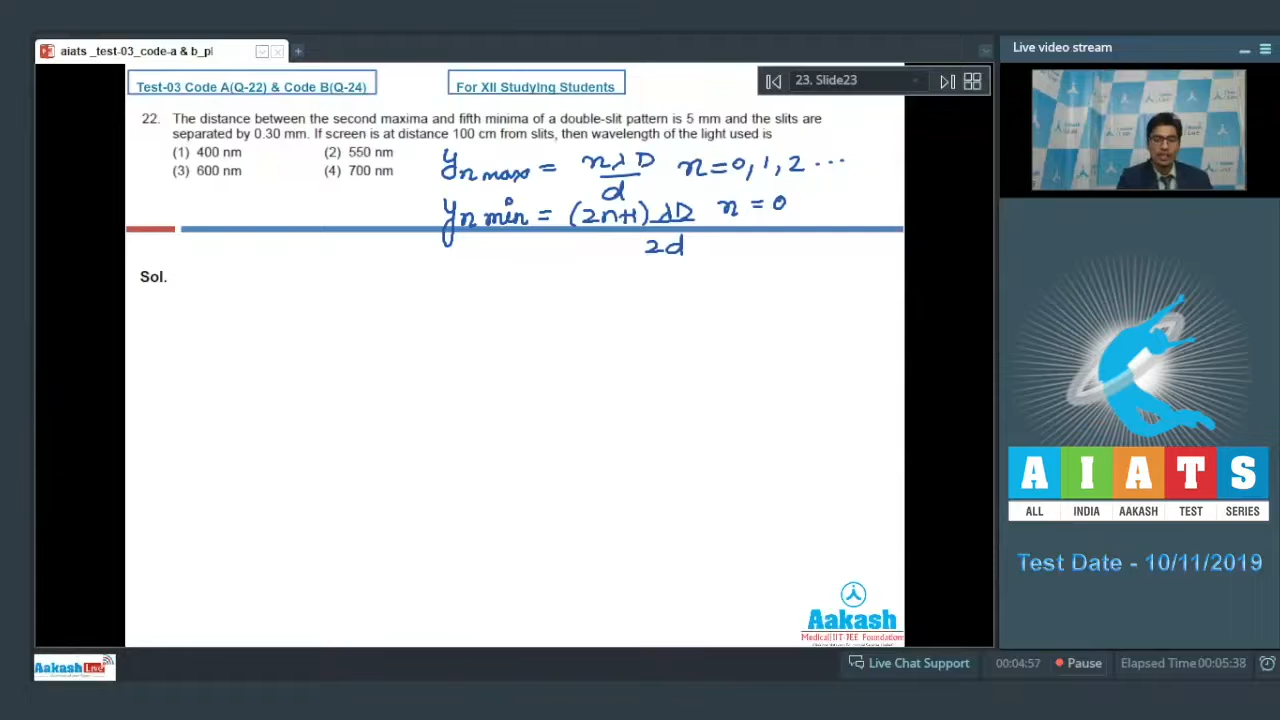 aiats _test-03_code-a & b_pl
Live video stream
Test-03 Code A(Q-22) & Code B(Q-24)
For XII Studying Students
23. Slide23
22. The distance between the second maxima and fifth minima of a double-slit pattern is 5 mm and the slits are
separated by 0.30 mm. If screen is at distance 100 cm from slits, then wavelength of the light used is
(1) 400 nm (2) 550 nm
(3) 600 nm (4) 700 nm
yn max = nλD/d n = 0, 1, 2 ...
yn min = (2n+1) λD/2d n = 0
Sol.
A I A T S
ALL INDIA AAKASH TEST SERIES
Test Date - 10/11/2019
Aakash
Medical|IIT-JEE|Foundations
Aakash Live
Live Chat Support
00:04:57
Pause
Elapsed Time 00:05:38